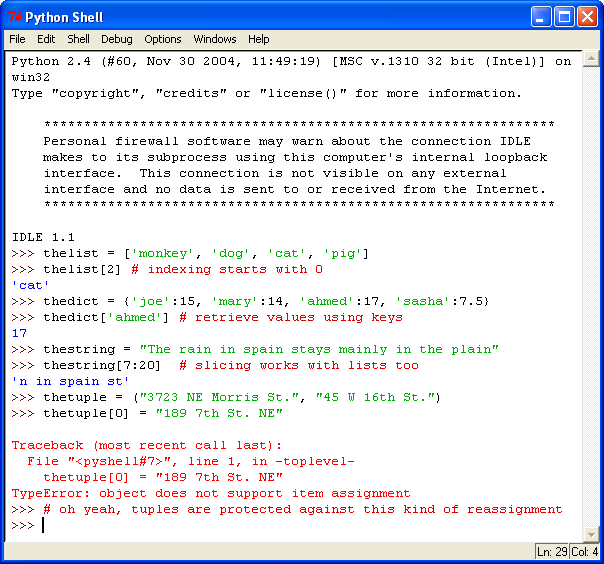 Python Shell
File Edit Shell Debug Options Windows Help
Python 2.4 (#60, Nov 30 2004, 11:49:19) [MSC v.1310 32 bit (Intel)] on
win32
Type "copyright", "credits" or "license()" for more information.
****************************************************************
Personal firewall software may warn about the connection IDLE
makes to its subprocess using this computer's internal loopback
interface.  This connection is not visible on any external
interface and no data is sent to or received from the Internet.
****************************************************************
IDLE 1.1
>>> thelist = ['monkey', 'dog', 'cat', 'pig']
>>> thelist[2] # indexing starts with 0
'cat'
>>> thedict = {'joe':15, 'mary':14, 'ahmed':17, 'sasha':7.5}
>>> thedict['ahmed'] # retrieve values using keys
17
>>> thestring = "The rain in spain stays mainly in the plain"
>>> thestring[7:20]  # slicing works with lists too
'n in spain st'
>>> thetuple = ("3723 NE Morris St.", "45 W 16th St.")
>>> thetuple[0] = "189 7th St. NE"
Traceback (most recent call last):
  File "<pyshell#7>", line 1, in -toplevel-
    thetuple[0] = "189 7th St. NE"
TypeError: object does not support item assignment
>>> # oh yeah, tuples are protected against this kind of reassignment
>>>
Ln: 29 Col: 4